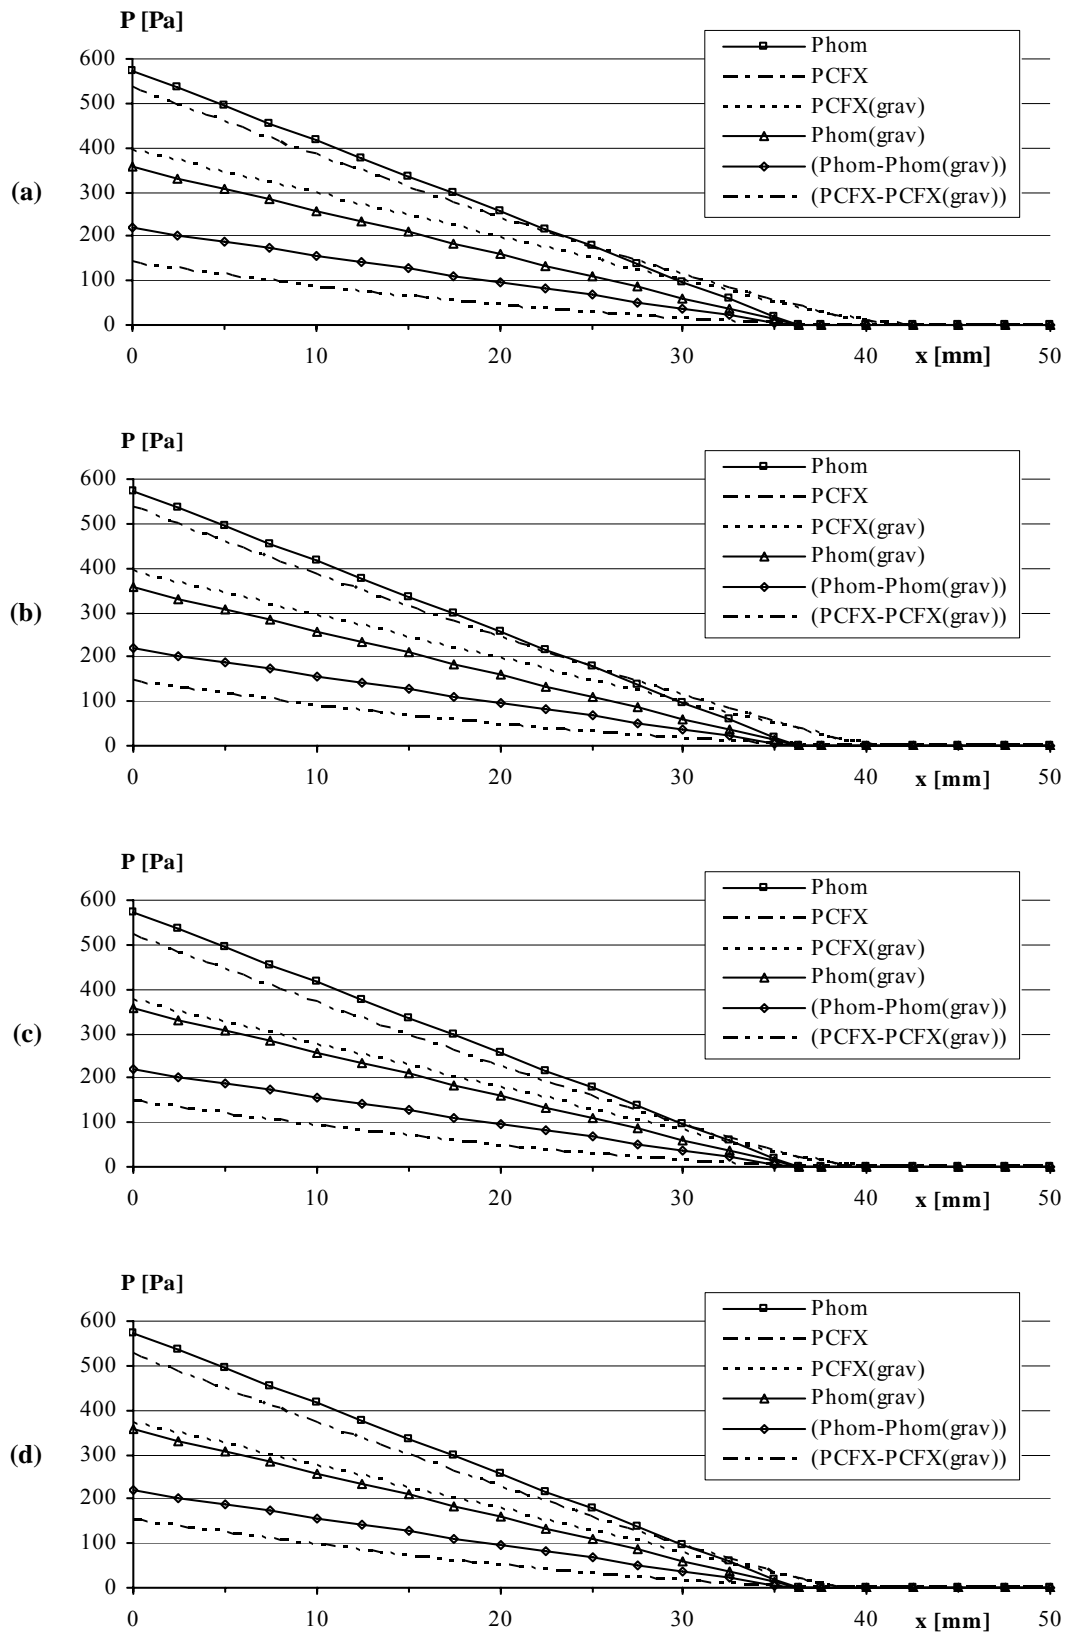 P [Pa]
600
500
400
300
200
100
0
(a)
Phom
PCFX
PCFX(grav)
Phom(grav)
(Phom-Phom(grav))
(PCFX-PCFX(grav))
0 10 20 30 40 x [mm] 50
P [Pa]
600
500
400
300
200
100
0
(b)
Phom
PCFX
PCFX(grav)
Phom(grav)
(Phom-Phom(grav))
(PCFX-PCFX(grav))
0 10 20 30 40 x [mm] 50
P [Pa]
600
500
400
300
200
100
0
(c)
Phom
PCFX
PCFX(grav)
Phom(grav)
(Phom-Phom(grav))
(PCFX-PCFX(grav))
0 10 20 30 40 x [mm] 50
P [Pa]
600
500
400
300
200
100
0
(d)
Phom
PCFX
PCFX(grav)
Phom(grav)
(Phom-Phom(grav))
(PCFX-PCFX(grav))
0 10 20 30 40 x [mm] 50